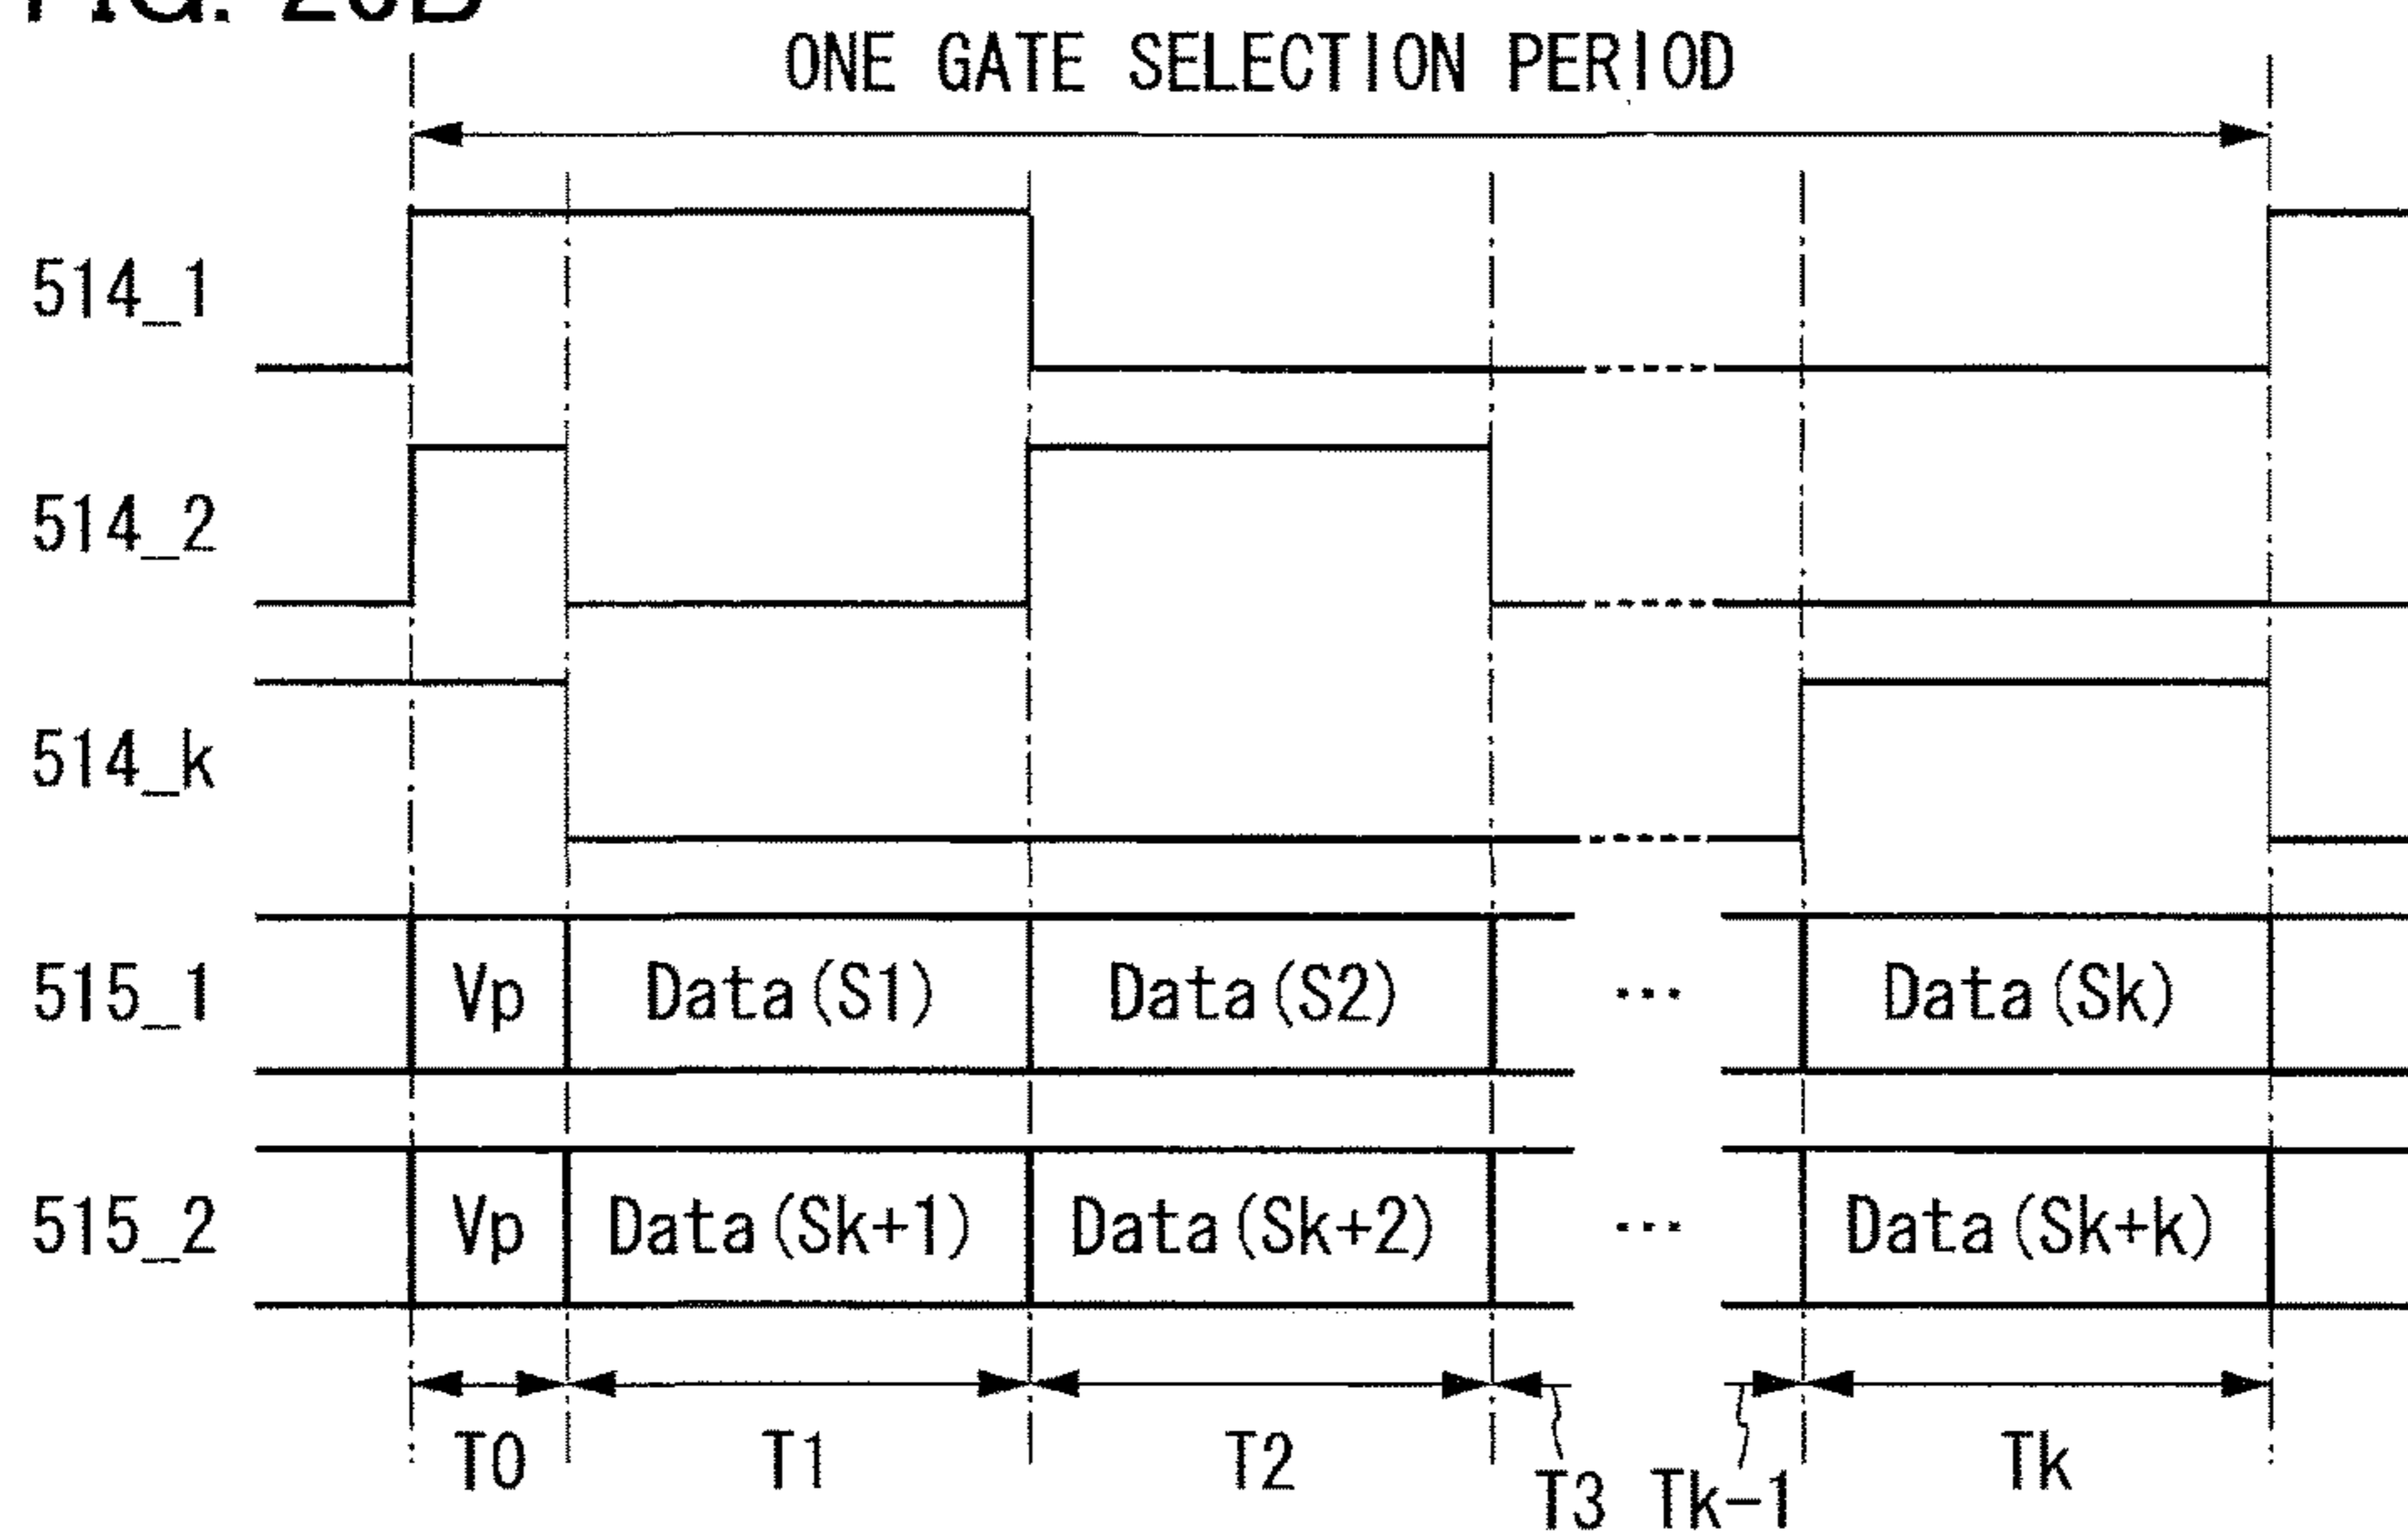 ONE GATE SELECTION PERIOD
514_1
514_2
514_k
515_1 Vp Data(S1) Data(S2) ... Data(Sk)
515_2 Vp Data(Sk+1) Data(Sk+2) ... Data(Sk+k)
T0 T1 T2 T3 Tk-1 Tk